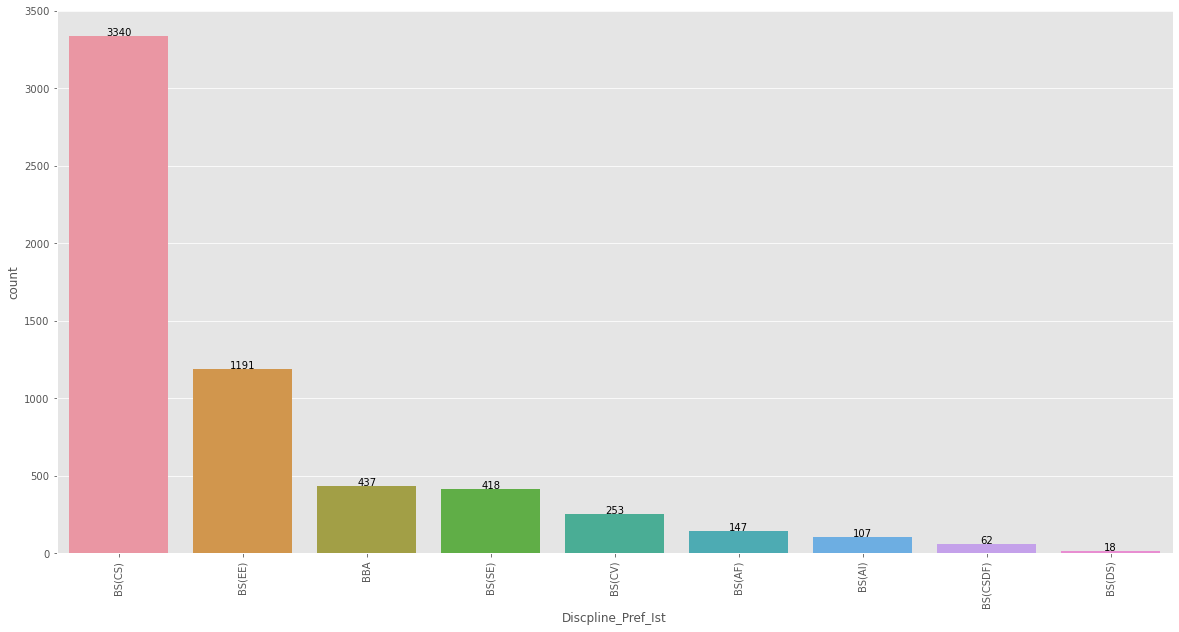 3500
3000
2500
2000
1500
1000
500
0
count
3340
1191
437
418
253
147
107
62
18
BS(CS)
BS(EE)
BBA
BS(SE)
BS(CV)
BS(AF)
BS(AI)
BS(CSDF)
BS(DS)
Discpline_Pref_Ist